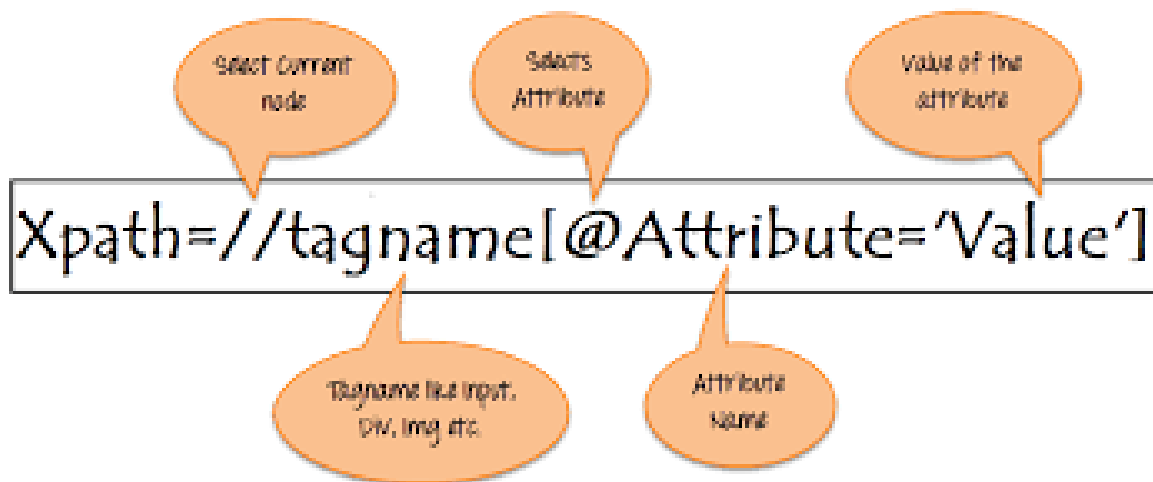 Select Current
node
Selects
Attribute
Value of the
attribute
Xpath=//tagname[@Attribute='Value']
Tagname like Input,
Div, Img etc.
Attribute
Name